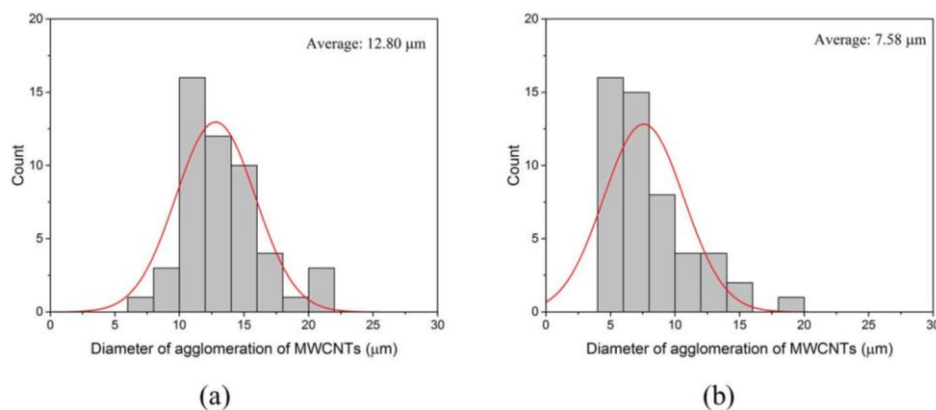 20
Average: 12.80 μm
15
10
5
0
Count
0 5 10 15 20 25 30
Diameter of agglomeration of MWCNTs (μm)
(a)
20
Average: 7.58 μm
15
10
5
0
Count
0 5 10 15 20 25 30
Diameter of agglomeration of MWCNTs (μm)
(b)